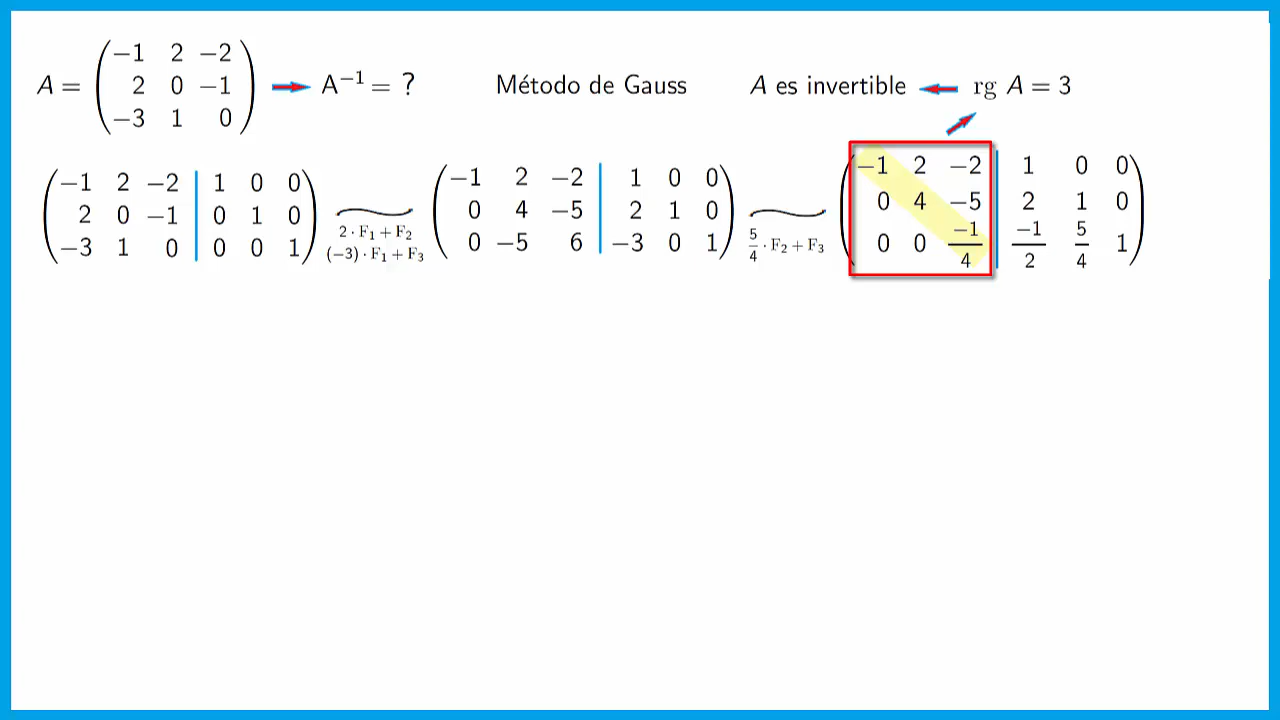 A = ( −1 2 −2 ; 2 0 −1 ; −3 1 0 ) A⁻¹ = ? Método de Gauss A es invertible rg A = 3
−1 2 −2 | 1 0 0
2 0 −1 | 0 1 0
−3 1 0 | 0 0 1
2 · F₁ + F₂
(−3) · F₁ + F₃
−1 2 −2 | 1 0 0
0 4 −5 | 2 1 0
0 −5 6 | −3 0 1
5/4 · F₂ + F₃
−1 2 −2 | 1 0 0
0 4 −5 | 2 1 0
0 0 −1/4 | −1/2 5/4 1